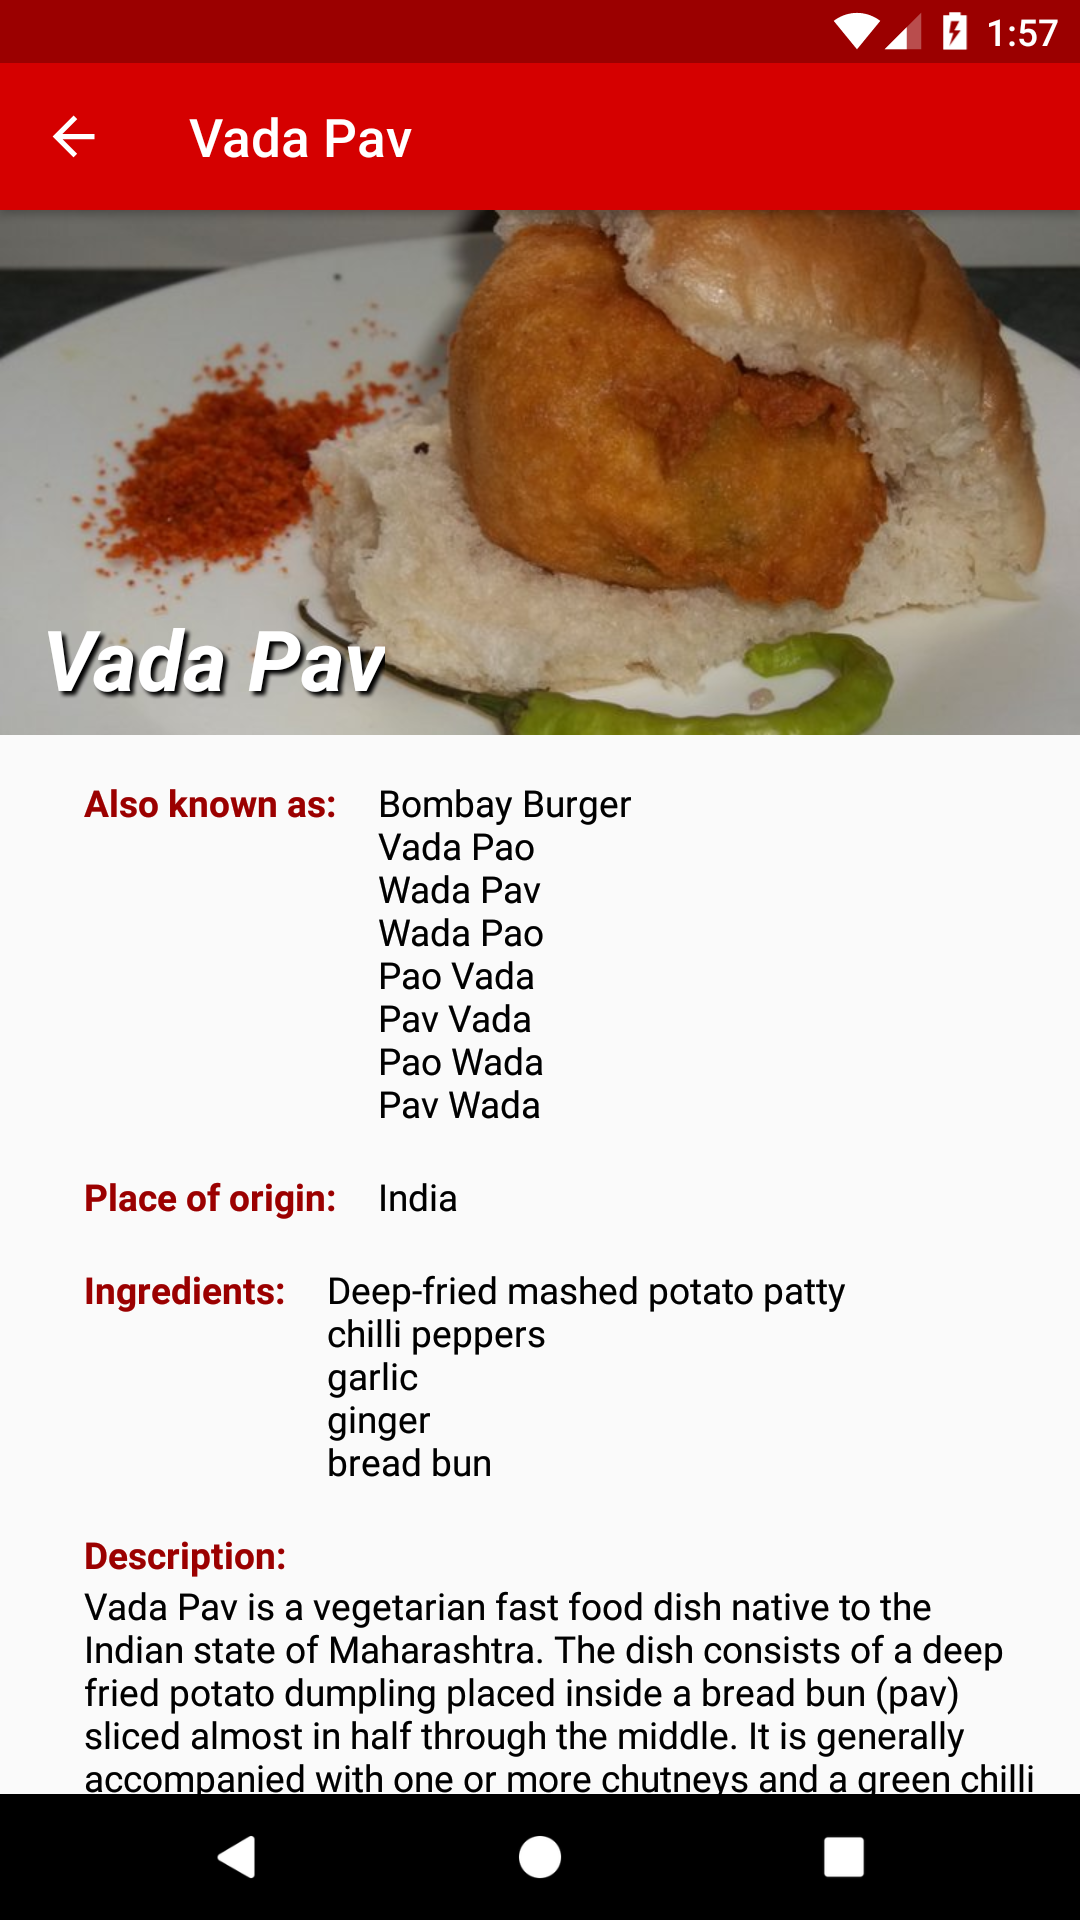 1:57
Vada Pav
Vada Pav
Also known as: Bombay Burger
Vada Pao
Wada Pav
Wada Pao
Pao Vada
Pav Vada
Pao Wada
Pav Wada
Place of origin: India
Ingredients: Deep-fried mashed potato patty
chilli peppers
garlic
ginger
bread bun
Description:
Vada Pav is a vegetarian fast food dish native to the
Indian state of Maharashtra. The dish consists of a deep
fried potato dumpling placed inside a bread bun (pav)
sliced almost in half through the middle. It is generally
accompanied with one or more chutneys and a green chilli